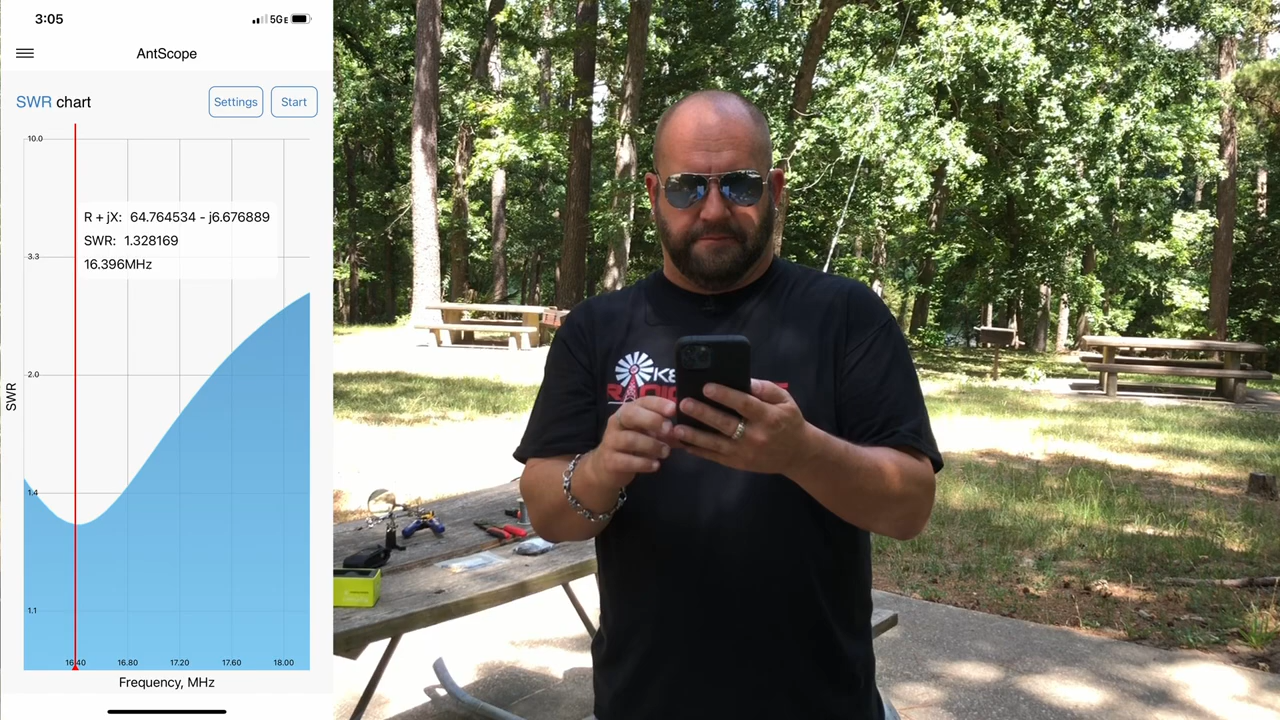 3:05
5GE
AntScope
SWR chart
Settings
Start
10.0
R + jX: 64.764534 - j6.676889
SWR: 1.328169
16.396MHz
3.3
2.0
SWR
1.4
1.1
16.40 16.80 17.20 17.60 18.00
Frequency, MHz